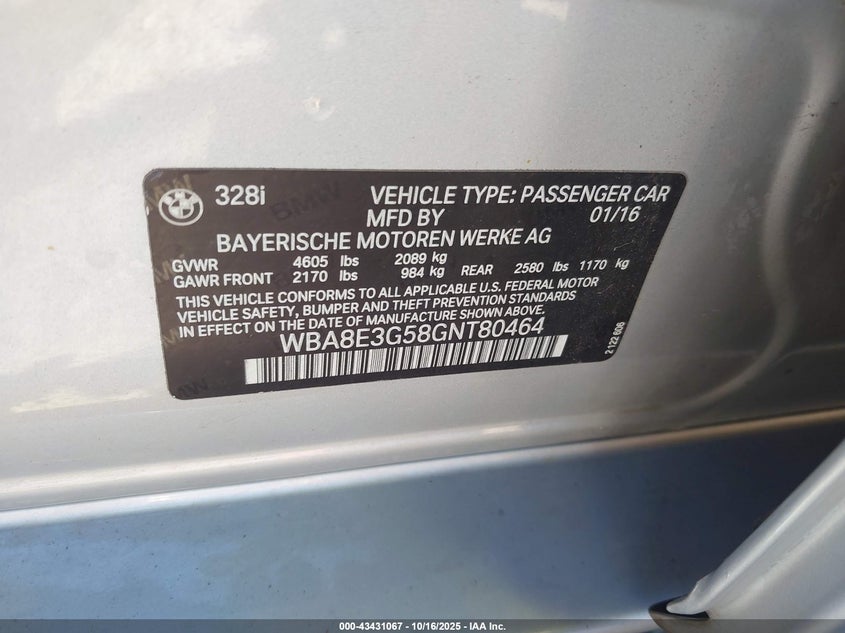 328i VEHICLE TYPE: PASSENGER CAR
MFD BY 01/16
BAYERISCHE MOTOREN WERKE AG
GVWR 4605 lbs 2089 kg
GAWR FRONT 2170 lbs 984 kg REAR 2580 lbs 1170 kg
THIS VEHICLE CONFORMS TO ALL APPLICABLE U.S. FEDERAL MOTOR
VEHICLE SAFETY, BUMPER AND THEFT PREVENTION STANDARDS
IN EFFECT ON THE DATE OF MANUFACTURE SHOWN ABOVE.
WBA8E3G58GNT80464
2122 606
000-43431067 - 10/16/2025 - IAA Inc.